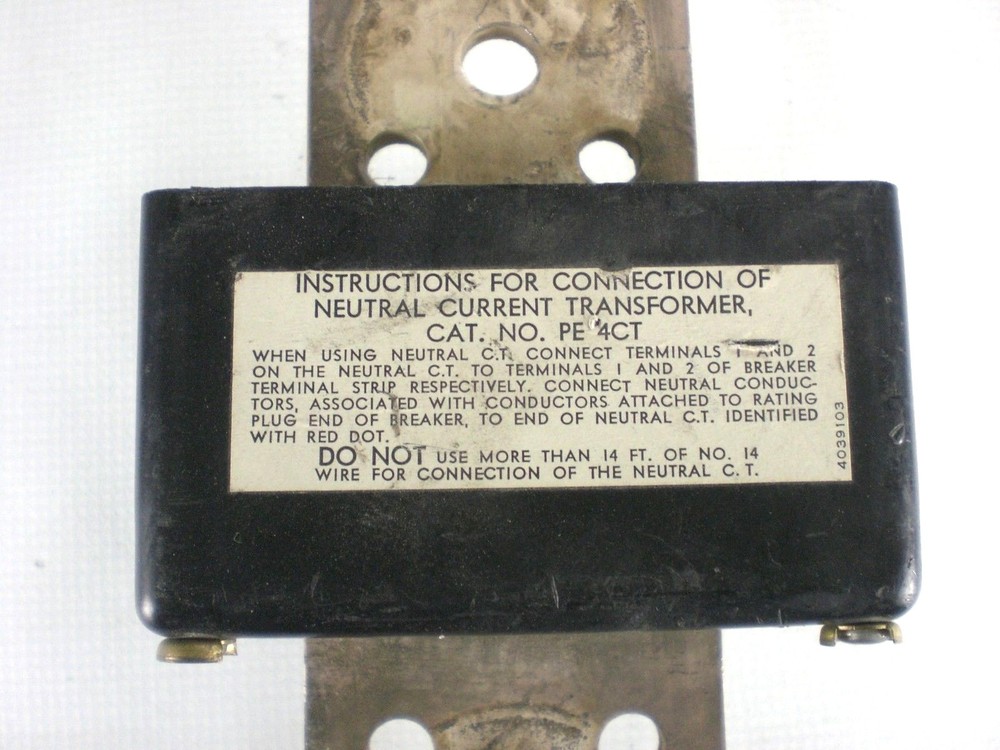 INSTRUCTIONS FOR CONNECTION OF
NEUTRAL CURRENT TRANSFORMER,
CAT. NO. PE 4CT
WHEN USING NEUTRAL C.T. CONNECT TERMINALS 1 AND 2
ON THE NEUTRAL C.T. TO TERMINALS 1 AND 2 OF BREAKER
TERMINAL STRIP RESPECTIVELY. CONNECT NEUTRAL CONDUC-
TORS, ASSOCIATED WITH CONDUCTORS ATTACHED TO RATING
PLUG END OF BREAKER, TO END OF NEUTRAL C.T. IDENTIFIED
WITH RED DOT.
DO NOT USE MORE THAN 14 FT. OF NO. 14
WIRE FOR CONNECTION OF THE NEUTRAL C.T.
4039103